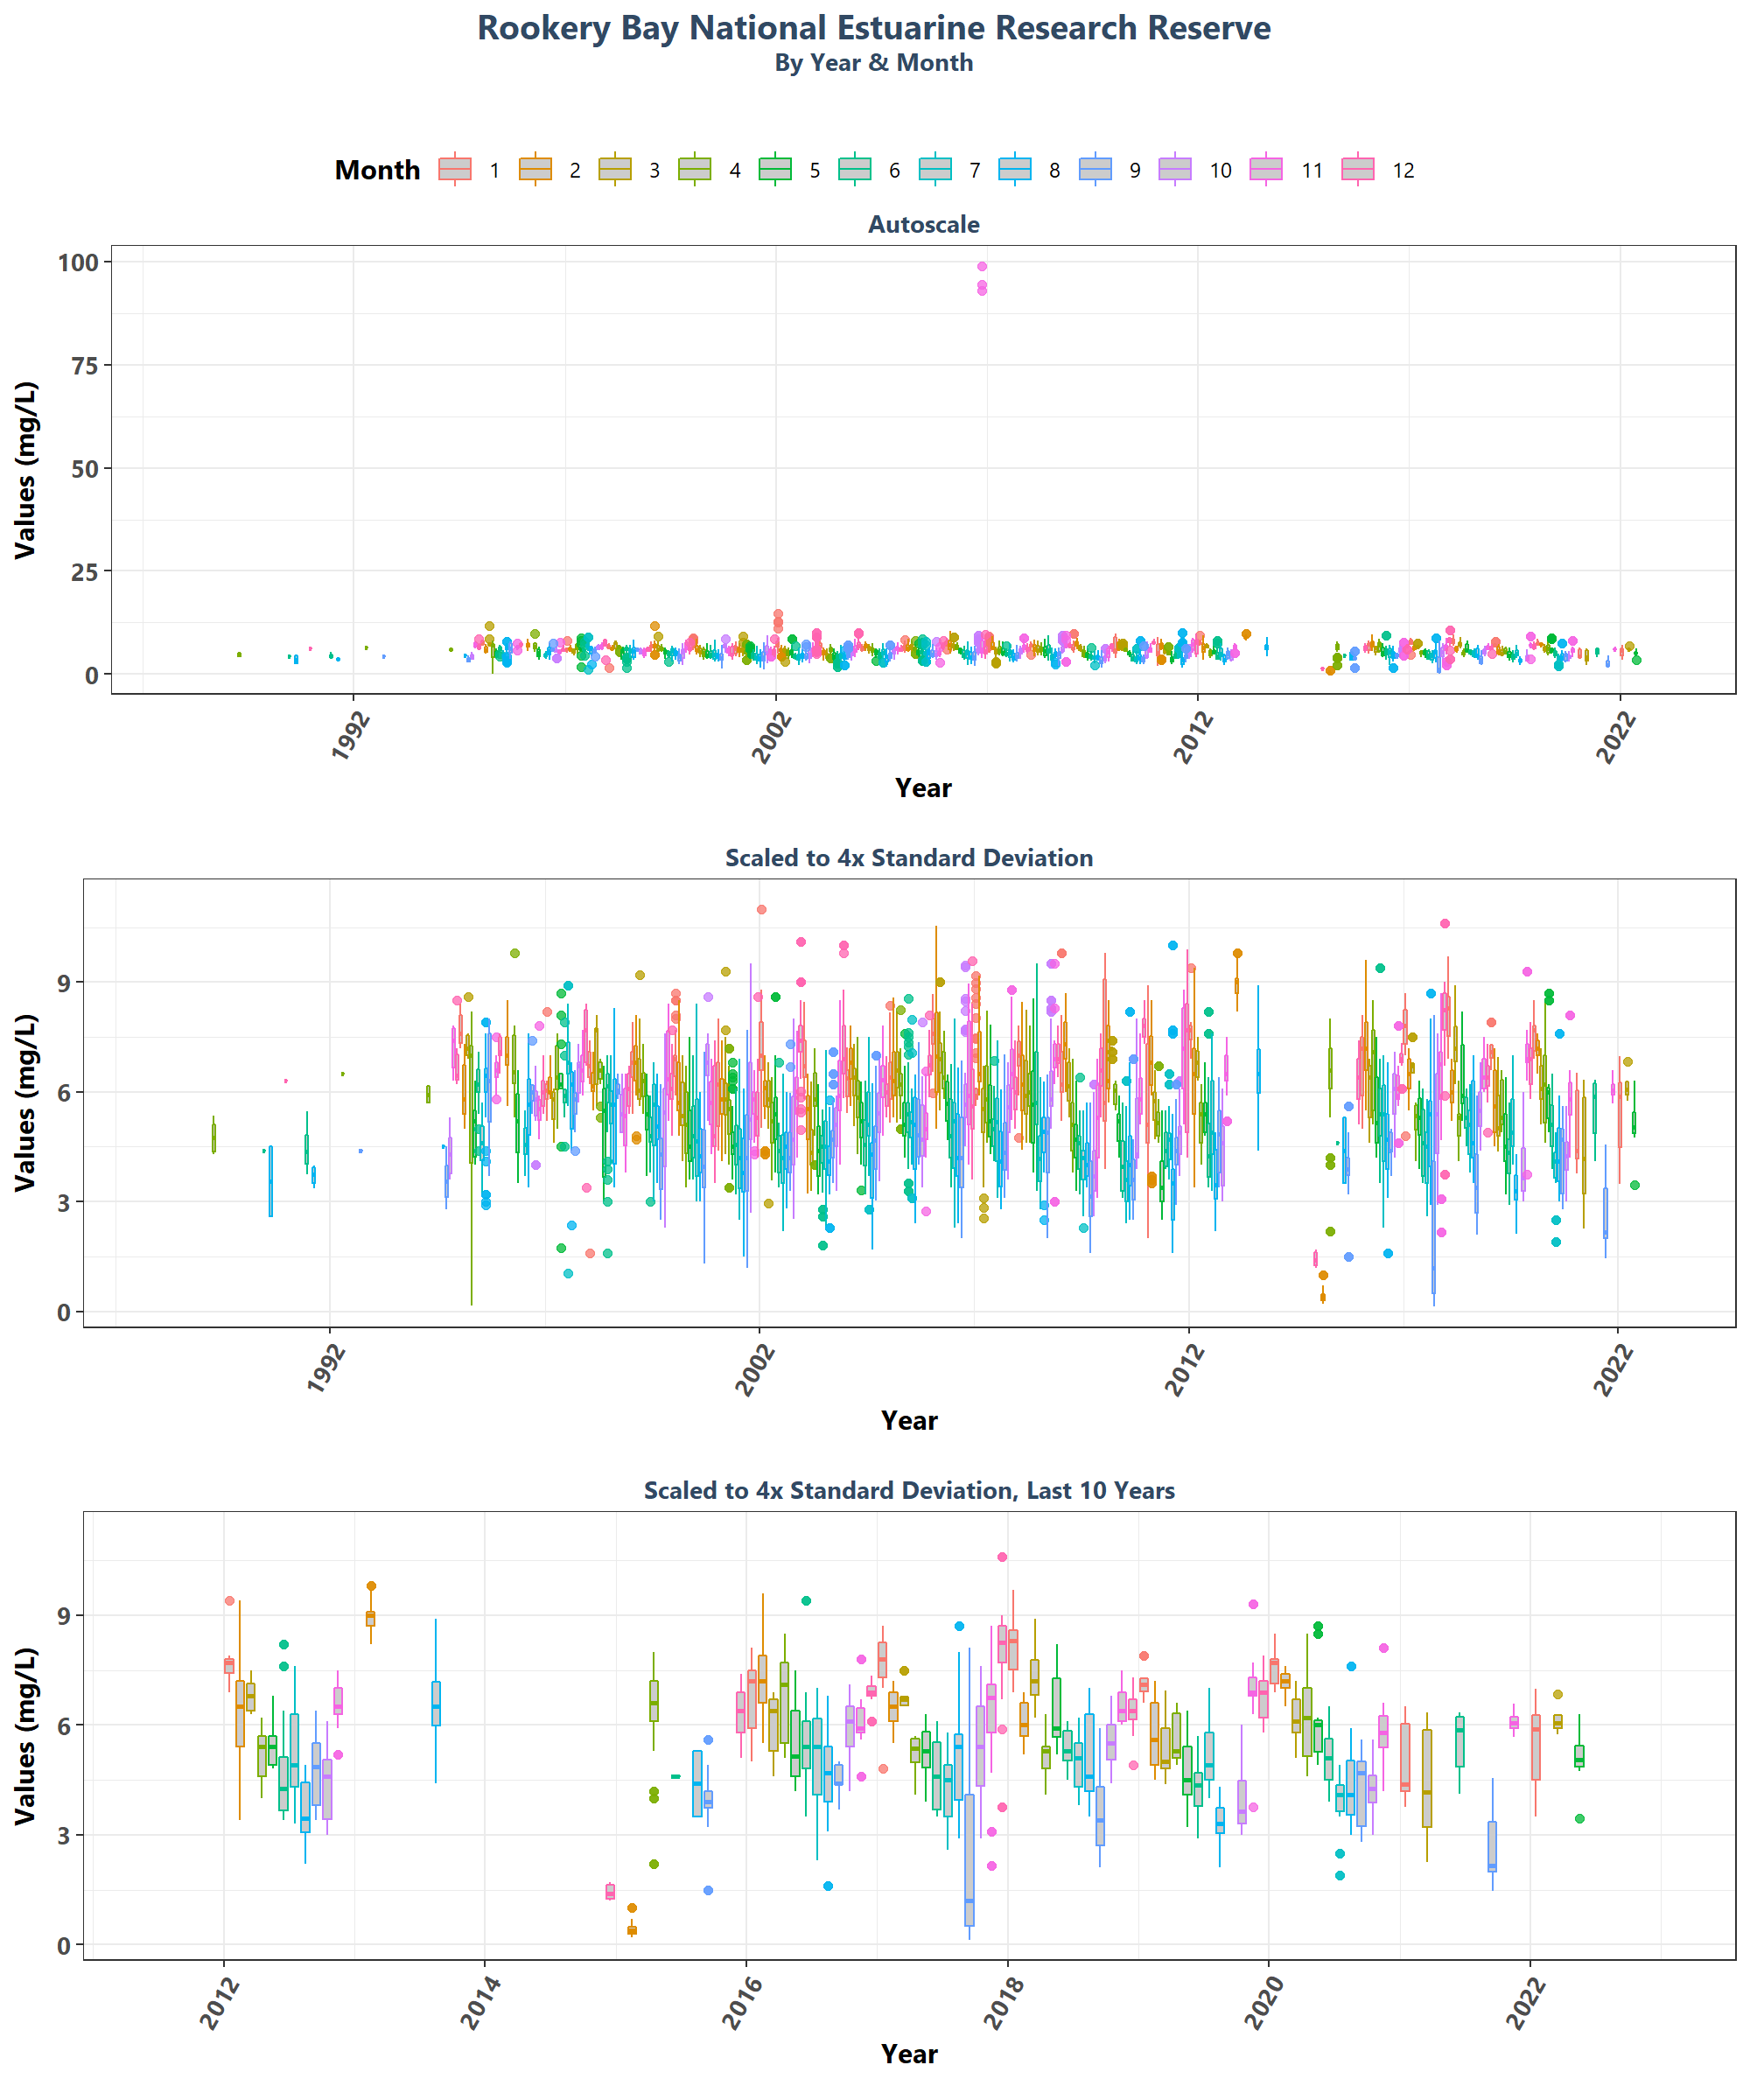 Rookery Bay National Estuarine Research Reserve
By Year & Month
Month 1 2 3 4 5 6 7 8 9 10 11 12
Autoscale
Values (mg/L)
100
75
50
25
0
1992 2002 2012 2022
Year
Scaled to 4x Standard Deviation
Values (mg/L)
9
6
3
0
1992 2002 2012 2022
Year
Scaled to 4x Standard Deviation, Last 10 Years
Values (mg/L)
9
6
3
0
2012 2014 2016 2018 2020 2022
Year